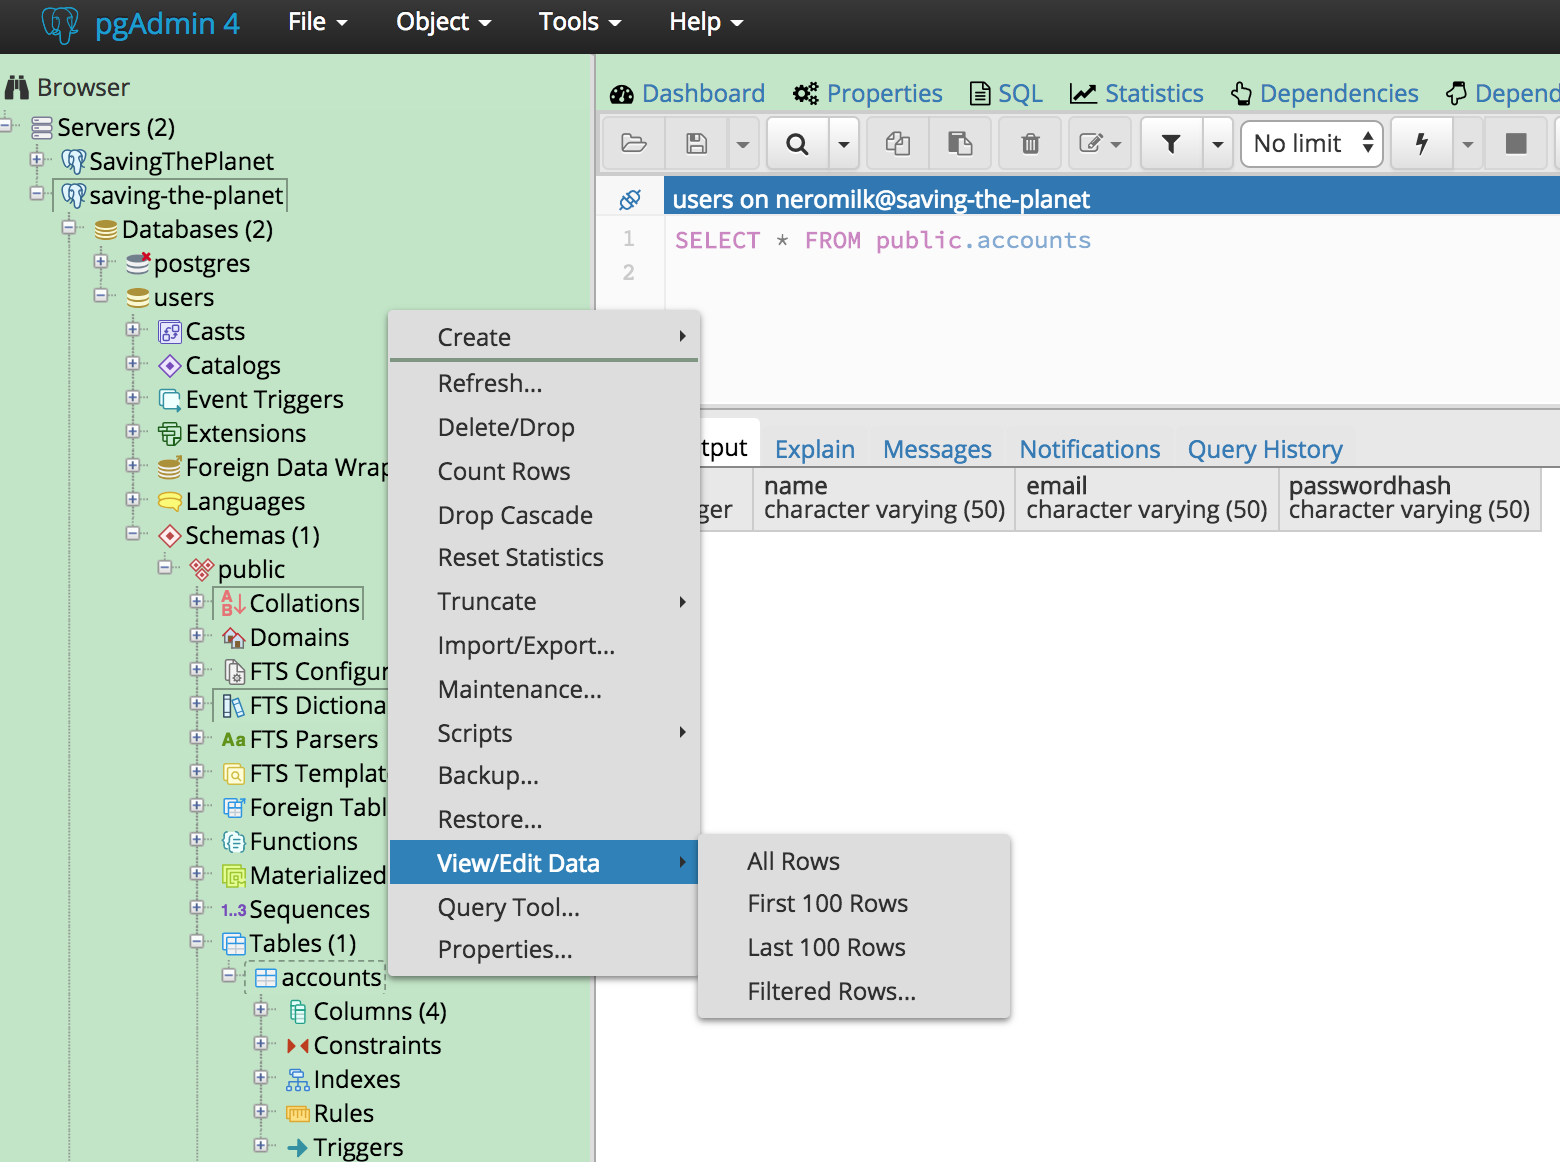 pgAdmin 4 File Object Tools Help
Browser
Servers (2)
SavingThePlanet
saving-the-planet
Databases (2)
postgres
users
Casts
Catalogs
Event Triggers
Extensions
Foreign Data Wrap
Languages
Schemas (1)
public
Collations
Domains
FTS Configur
FTS Dictiona
Aa FTS Parsers
FTS Templat
Foreign Tabl
Functions
Materialized
1..3 Sequences
Tables (1)
accounts
Columns (4)
Constraints
Indexes
Rules
Triggers
Dashboard Properties SQL Statistics Dependencies Depend
No limit
users on neromilk@saving-the-planet
1 SELECT * FROM public.accounts
2
Create
Refresh...
Delete/Drop
Count Rows
Drop Cascade
Reset Statistics
Truncate
Import/Export...
Maintenance...
Scripts
Backup...
Restore...
View/Edit Data
Query Tool...
Properties...
All Rows
First 100 Rows
Last 100 Rows
Filtered Rows...
tput Explain Messages Notifications Query History
name email passwordhash
ger character varying (50) character varying (50) character varying (50)